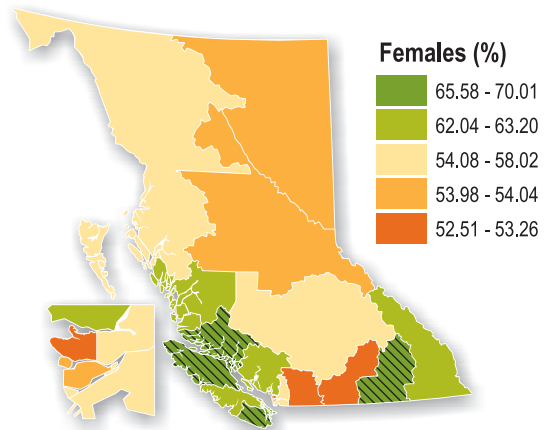 Females (%)
65.58 - 70.01
62.04 - 63.20
54.08 - 58.02
53.98 - 54.04
52.51 - 53.26